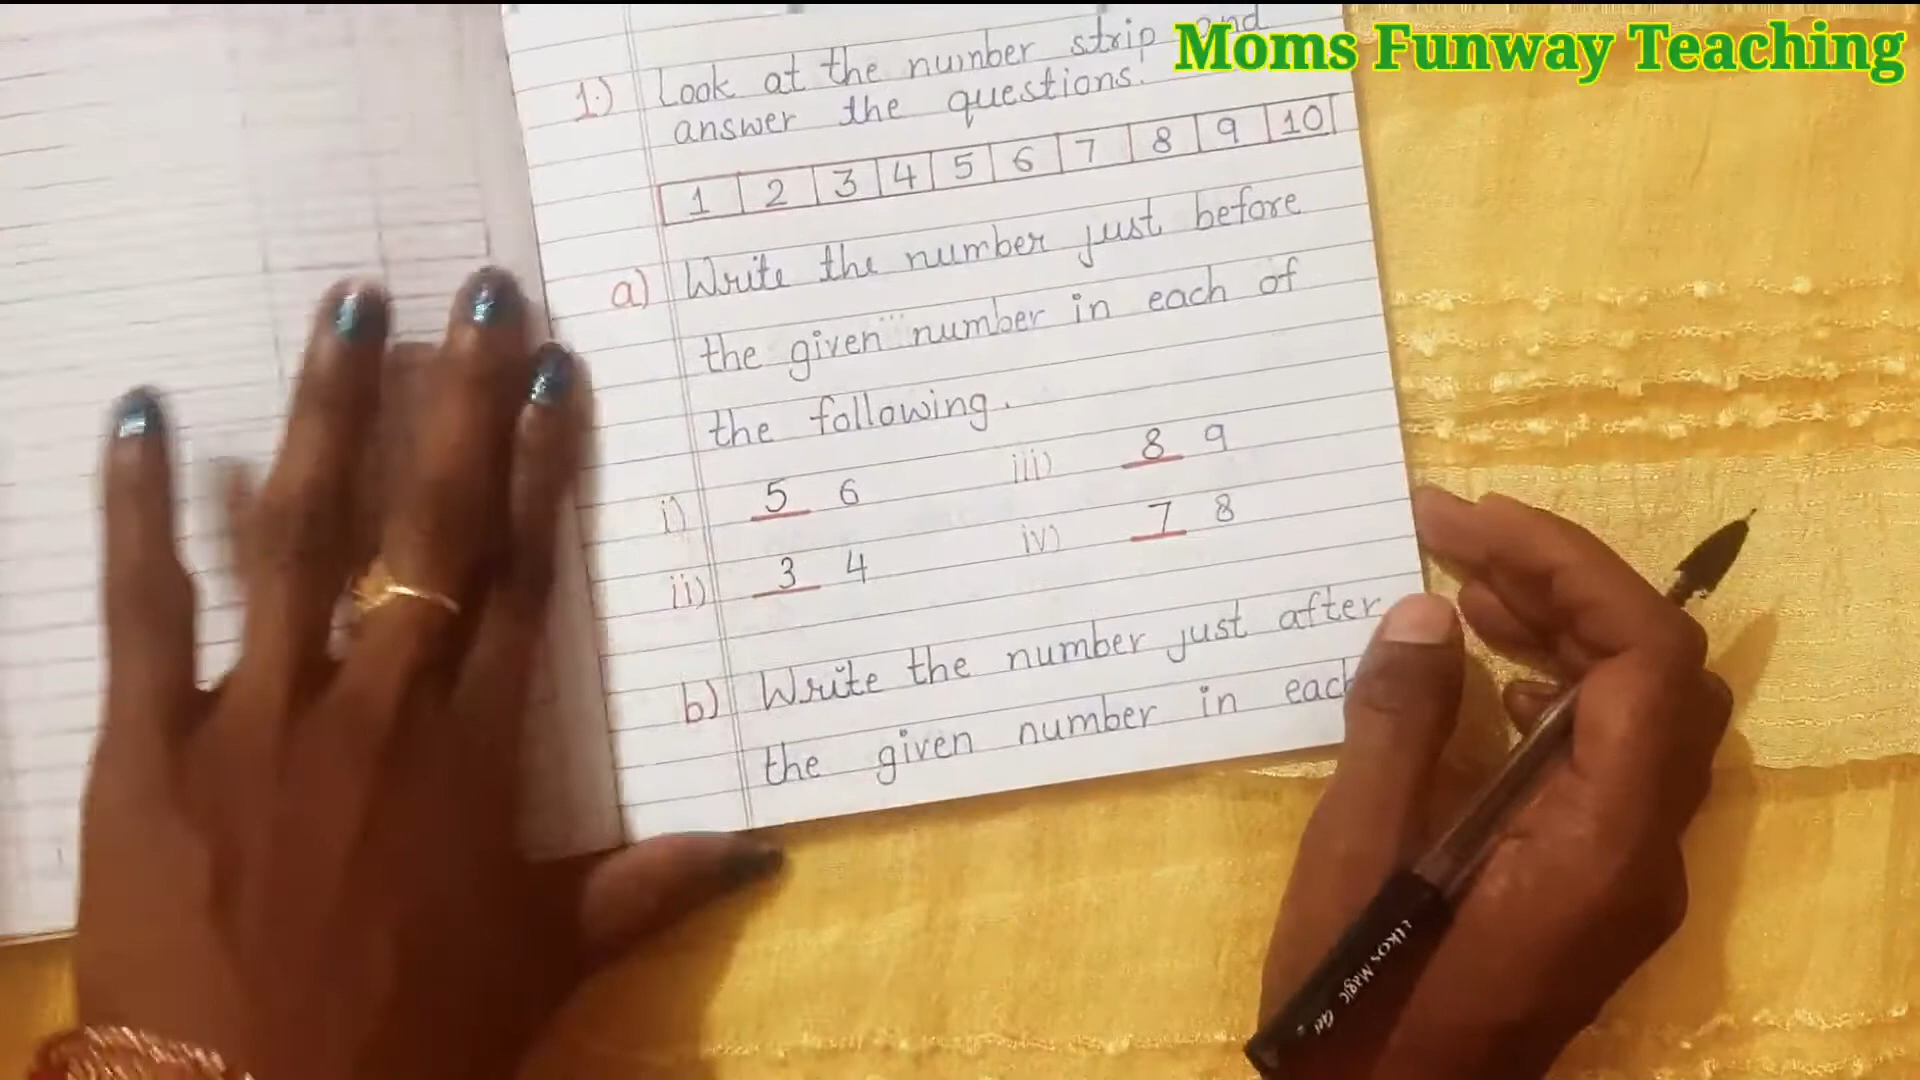 Moms Funway Teaching
1.) Look at the number strip and
answer the questions.
1 2 3 4 5 6 7 8 9 10
a) Write the number just before
the given number in each of
the following.
i) 5 6 iii) 8 9
ii) 3 4 iv) 7 8
b) Write the number just after
the given number in each
Magic